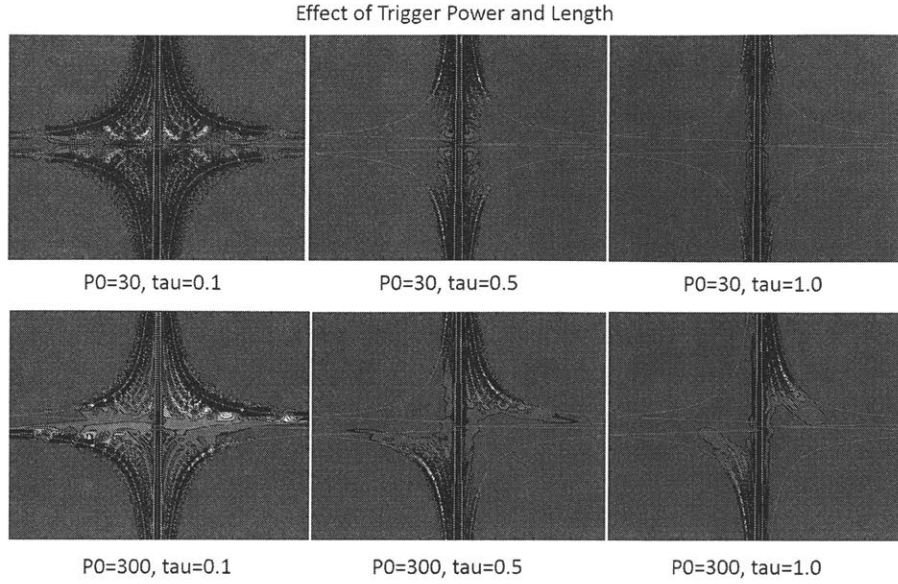 Effect of Trigger Power and Length
P0=30, tau=0.1
P0=30, tau=0.5
P0=30, tau=1.0
P0=300, tau=0.1
P0=300, tau=0.5
P0=300, tau=1.0